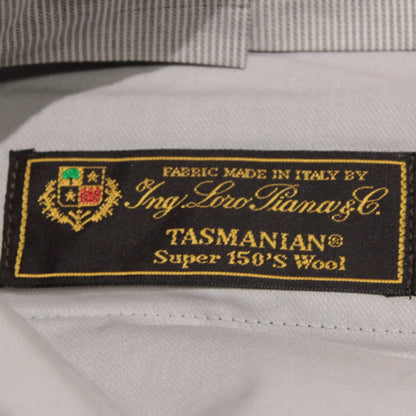 FABRIC MADE IN ITALY BY
Ing. Loro Piana & C.
TASMANIAN®
Super 150'S Wool